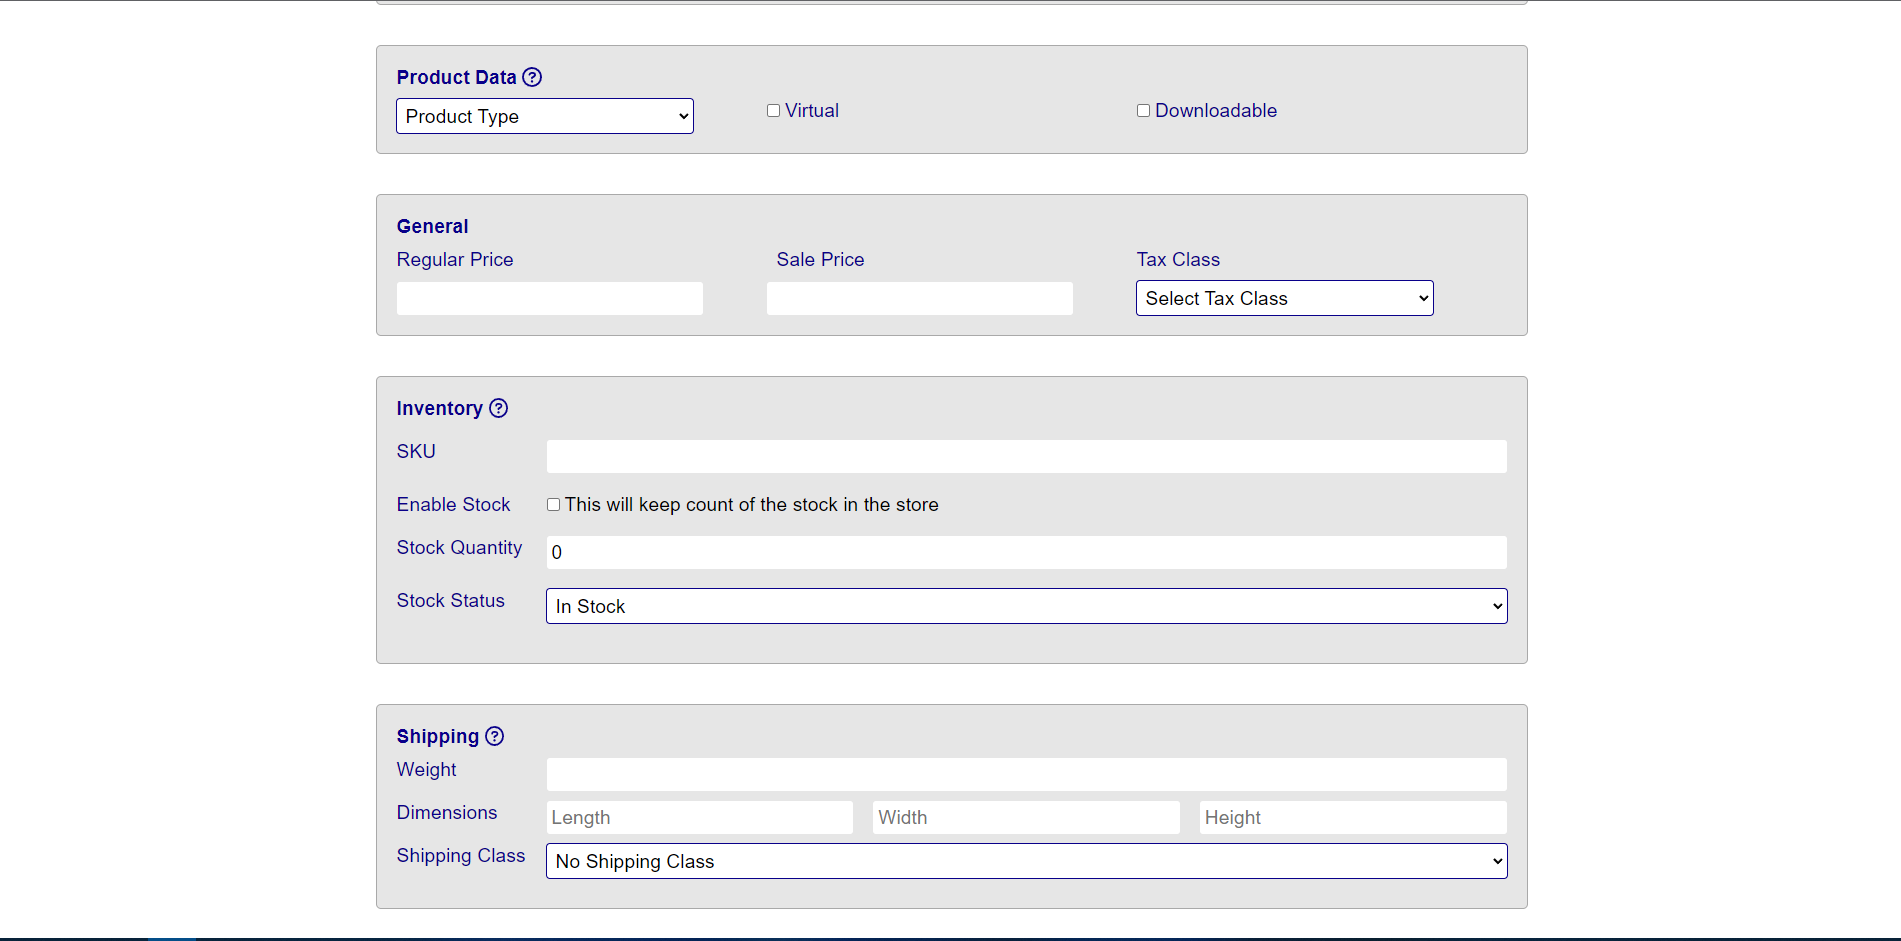 Product Data ?
Product Type
Virtual
Downloadable
General
Regular Price
Sale Price
Tax Class
Select Tax Class
Inventory ?
SKU
Enable Stock
This will keep count of the stock in the store
Stock Quantity
0
Stock Status
In Stock
Shipping ?
Weight
Dimensions
Length
Width
Height
Shipping Class
No Shipping Class